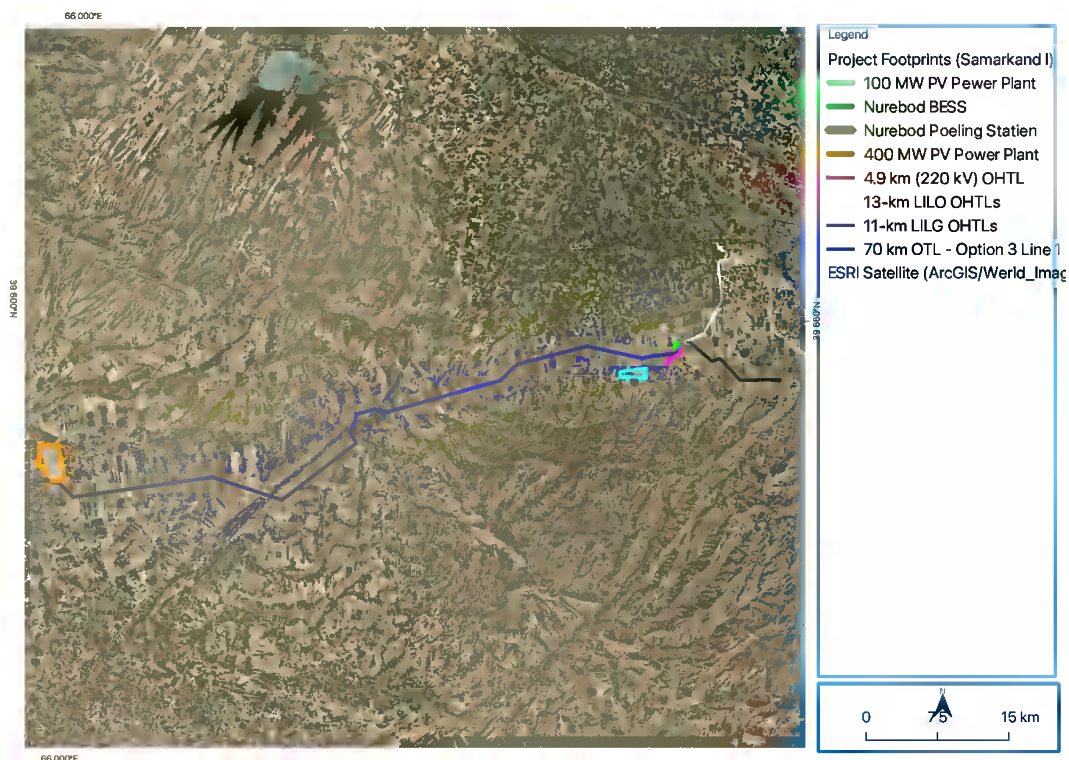 66 000°E
Legend
Project Footprints (Samarkand I)
100 MW PV Power Plant
Nurebod BESS
Nurebod Poeling Statien
400 MW PV Power Plant
4.9 km (220 kV) OHTL
13-km LILO OHTLs
11-km LILG OHTLs
70 km OTL - Option 3 Line 1
ESRI Satellite (ArcGIS/Werld_Imag
39 600°N
39 660°N
N
0 7.5 15 km
66 000°E